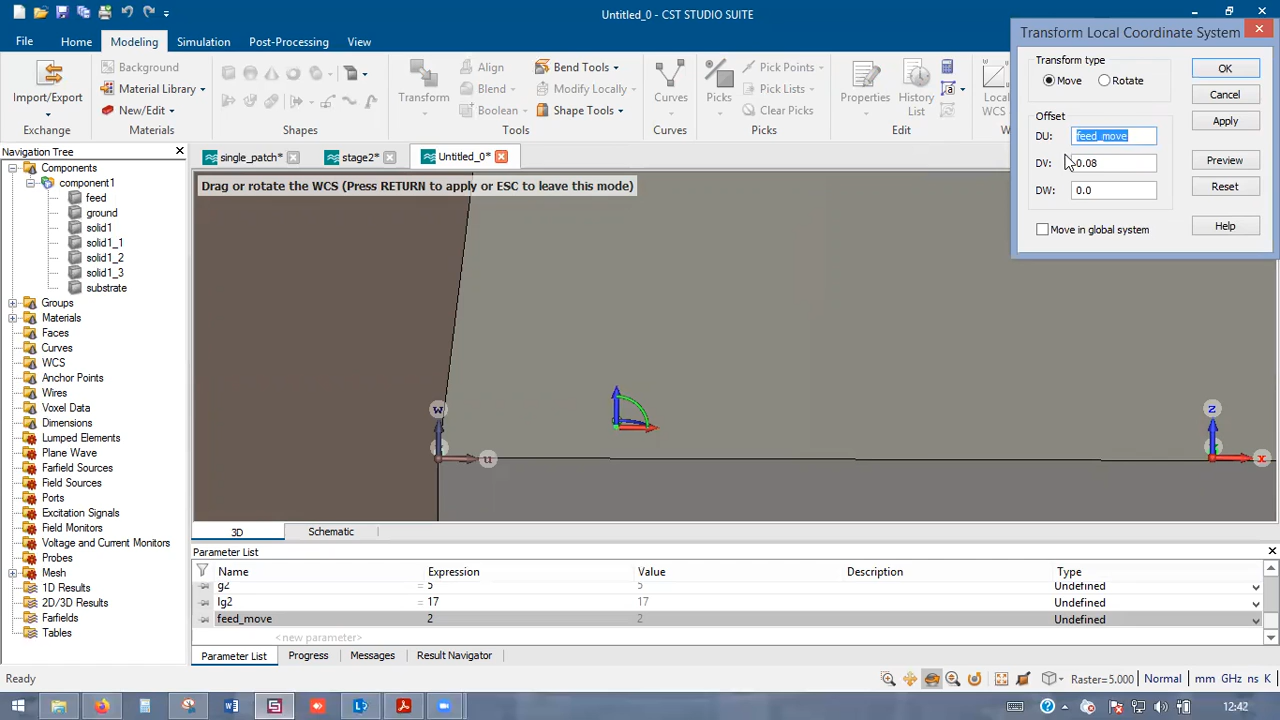 Untitled_0 - CST STUDIO SUITE
File Home Modeling Simulation Post-Processing View
Import/Export
Exchange
Background
Material Library
New/Edit
Materials
Shapes
Transform
Align
Blend
Boolean
Bend Tools
Modify Locally
Shape Tools
Tools
Curves
Curves
Picks
Pick Points
Pick Lists
Clear Picks
Picks
Properties
History
List
Edit
Local
WCS
Transform Local Coordinate System
Transform type
Move Rotate
Offset
DU: feed_move
DV: 0.08
DW: 0.0
Move in global system
OK
Cancel
Apply
Preview
Reset
Help
Navigation Tree
Components
component1
feed
ground
solid1
solid1_1
solid1_2
solid1_3
substrate
Groups
Materials
Faces
Curves
WCS
Anchor Points
Wires
Voxel Data
Dimensions
Lumped Elements
Plane Wave
Farfield Sources
Field Sources
Ports
Excitation Signals
Field Monitors
Voltage and Current Monitors
Probes
Mesh
1D Results
2D/3D Results
Farfields
Tables
single_patch* stage2* Untitled_0*
Drag or rotate the WCS (Press RETURN to apply or ESC to leave this mode)
w
u
z
x
3D Schematic
Parameter List
Name Expression Value Description Type
g2 = 5 5 Undefined
lg2 = 17 17 Undefined
feed_move 2 2 Undefined
<new parameter>
Parameter List Progress Messages Result Navigator
Ready
Raster=5.000 Normal mm GHz ns K
12:42